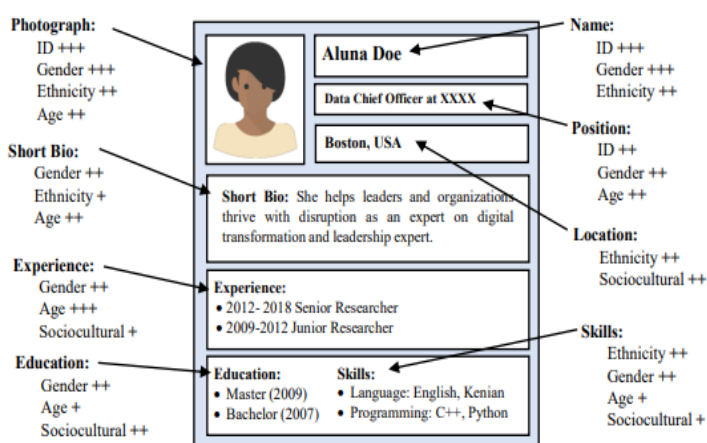 Photograph:
ID +++
Gender +++
Ethnicity ++
Age ++
Short Bio:
Gender ++
Ethnicity +
Age ++
Experience:
Gender ++
Age +++
Sociocultural +
Education:
Gender ++
Age +
Sociocultural ++
Aluna Doe
Data Chief Officer at XXXX
Boston, USA
Short Bio: She helps leaders and organizations
thrive with disruption as an expert on digital
transformation and leadership expert.
Experience:
• 2012- 2018 Senior Researcher
• 2009-2012 Junior Researcher
Education:
• Master (2009)
• Bachelor (2007)
Skills:
• Language: English, Kenian
• Programming: C++, Python
Name:
ID +++
Gender +++
Ethnicity ++
Position:
ID ++
Gender ++
Age ++
Location:
Ethnicity ++
Sociocultural ++
Skills:
Ethnicity ++
Gender ++
Age +
Sociocultural +